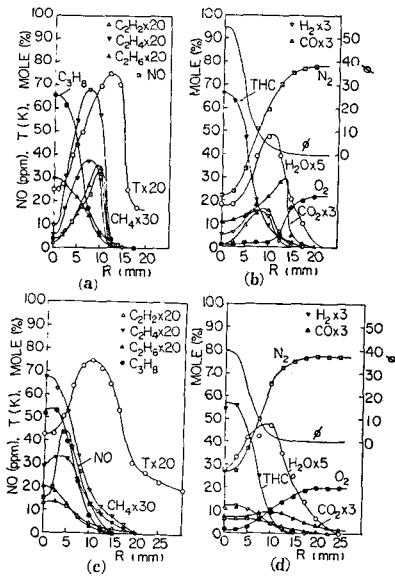 NO (ppm), T (K), MOLE (%)
100
90
80
70
60
50
40
30
20
10
0
C₂H₂x20
C₂H₄x20
C₂H₆x20
NO
C₃H₈
Tx20
CH₄x30
0 5 10 15 20
R (mm)
(a)
MOLE (%)
100
90
80
70
60
50
40
30
20
10
0
H₂x3
COx3
THC
N₂
ø
H₂Ox5
O₂
CO₂x3
50
40
30
20
10
0
ø
0 5 10 15 20
R (mm)
(b)
NO (ppm), T (K), MOLE (%)
100
90
80
70
60
50
40
30
20
10
0
C₂H₂x20
C₂H₄x20
C₂H₆x20
C₃H₈
NO
Tx20
CH₄x30
0 5 10 15 20 25
R (mm)
(c)
MOLE (%)
100
90
80
70
60
50
40
30
20
10
0
H₂x3
COx3
N₂
ø
H₂Ox5
THC
O₂
CO₂x3
50
40
30
20
10
0
ø
0 5 10 15 20 25
R (mm)
(d)